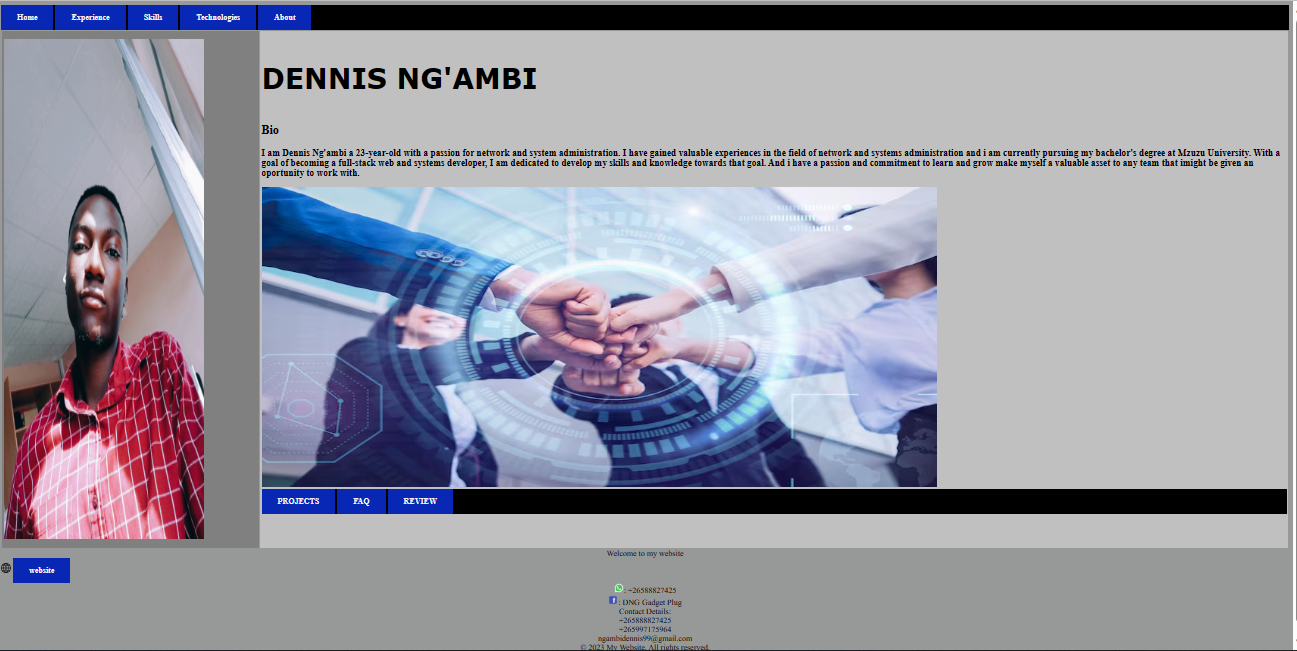 Home Experience Skills Technologies About
DENNIS NG'AMBI
Bio
I am Dennis Ng'ambi a 23-year-old with a passion for network and system administration. I have gained valuable experiences in the field of network and systems administration and i am currently pursuing my bachelor's degree at Mzuzu University. With a
goal of becoming a full-stack web and systems developer, I am dedicated to develop my skills and knowledge towards that goal. And i have a passion and commitment to learn and grow make myself a valuable asset to any team that imight be given an
oportunity to work with.
PROJECTS FAQ REVIEW
Welcome to my website
website
: +26588827425
: DNG Gadget Plug
Contact Details:
+265888827425
+265997175964
ngambidennis99@gmail.com
© 2023 My Website. All rights reserved.